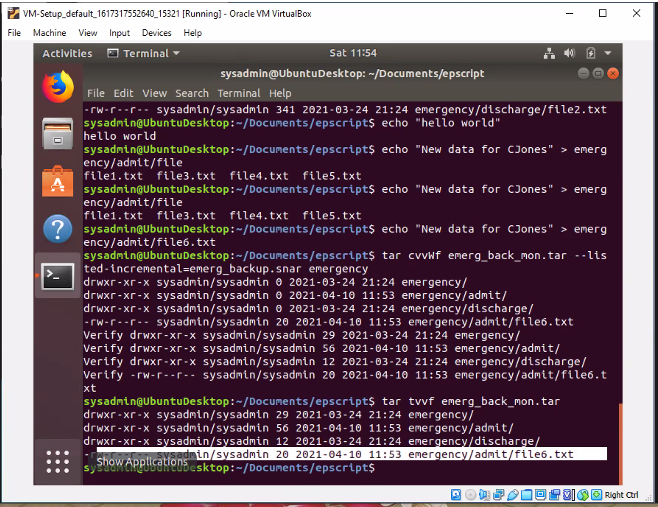 VM-Setup_default_1617317552640_15321 [Running] - Oracle VM VirtualBox
File Machine View Input Devices Help
Activities Terminal Sat 11:54
sysadmin@UbuntuDesktop: ~/Documents/epscript
File Edit View Search Terminal Help
-rw-r--r-- sysadmin/sysadmin 341 2021-03-24 21:24 emergency/discharge/file2.txt
sysadmin@UbuntuDesktop:~/Documents/epscript$ echo "hello world"
hello world
sysadmin@UbuntuDesktop:~/Documents/epscript$ echo "New data for CJones" > emerg
ency/admit/file
file1.txt file3.txt file4.txt file5.txt
sysadmin@UbuntuDesktop:~/Documents/epscript$ echo "New data for CJones" > emerg
ency/admit/file
file1.txt file3.txt file4.txt file5.txt
sysadmin@UbuntuDesktop:~/Documents/epscript$ echo "New data for CJones" > emerg
ency/admit/file6.txt
sysadmin@UbuntuDesktop:~/Documents/epscript$ tar cvvWf emerg_back_mon.tar --lis
ted-incremental=emerg_backup.snar emergency
drwxr-xr-x sysadmin/sysadmin 0 2021-03-24 21:24 emergency/
drwxr-xr-x sysadmin/sysadmin 0 2021-04-10 11:53 emergency/admit/
drwxr-xr-x sysadmin/sysadmin 0 2021-03-24 21:24 emergency/discharge/
-rw-r--r-- sysadmin/sysadmin 20 2021-04-10 11:53 emergency/admit/file6.txt
Verify drwxr-xr-x sysadmin/sysadmin 29 2021-03-24 21:24 emergency/
Verify drwxr-xr-x sysadmin/sysadmin 56 2021-04-10 11:53 emergency/admit/
Verify drwxr-xr-x sysadmin/sysadmin 12 2021-03-24 21:24 emergency/discharge/
Verify -rw-r--r-- sysadmin/sysadmin 20 2021-04-10 11:53 emergency/admit/file6.t
xt
sysadmin@UbuntuDesktop:~/Documents/epscript$ tar tvvf emerg_back_mon.tar
drwxr-xr-x sysadmin/sysadmin 29 2021-03-24 21:24 emergency/
drwxr-xr-x sysadmin/sysadmin 56 2021-04-10 11:53 emergency/admit/
drwxr-xr-x sysadmin/sysadmin 12 2021-03-24 21:24 emergency/discharge/
-rw-r--r-- sysadmin/sysadmin 20 2021-04-10 11:53 emergency/admit/file6.txt
Show Applications
sysadmin@UbuntuDesktop:~/Documents/epscript$
Right Ctrl